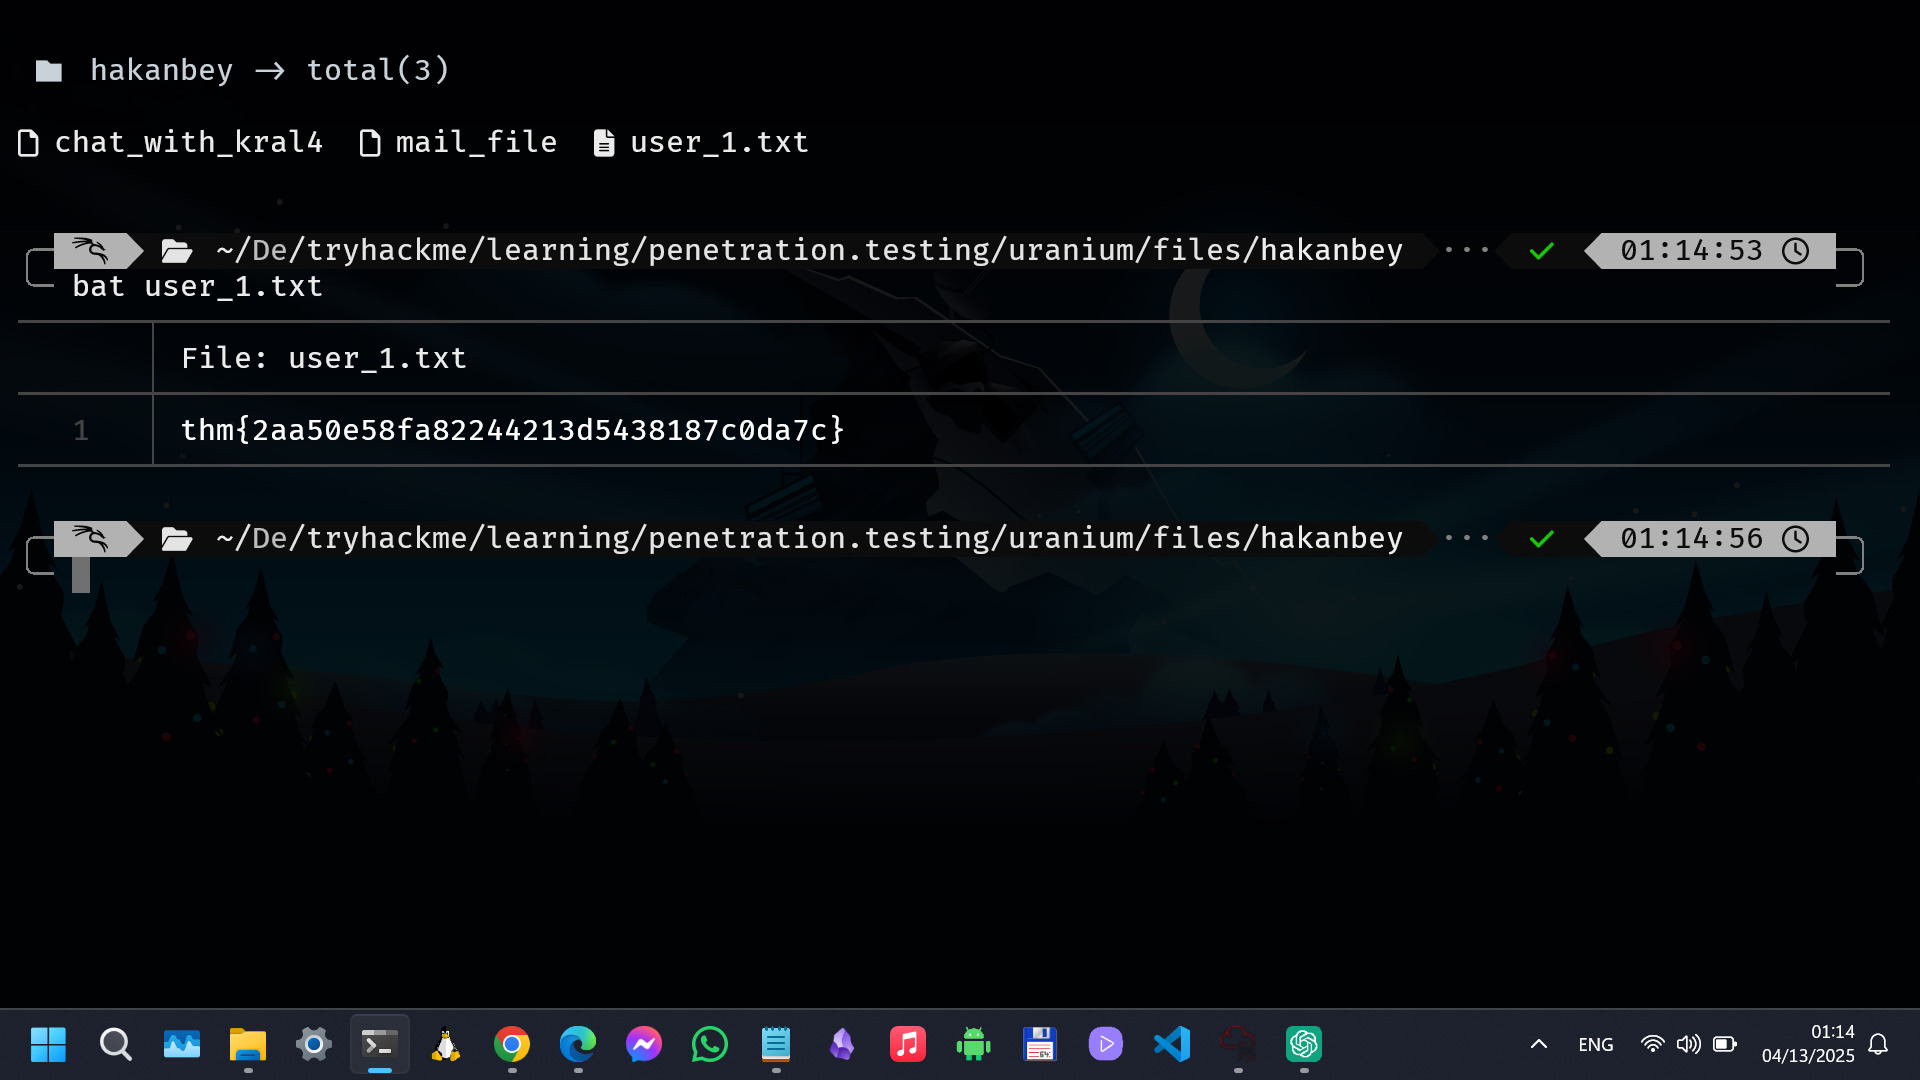 hakanbey → total(3)
chat_with_kral4 mail_file user_1.txt
~/De/tryhackme/learning/penetration.testing/uranium/files/hakanbey ··· ✓ 01:14:53
bat user_1.txt
File: user_1.txt
1 thm{2aa50e58fa82244213d5438187c0da7c}
~/De/tryhackme/learning/penetration.testing/uranium/files/hakanbey ··· ✓ 01:14:56
64
ENG
01:14
04/13/2025